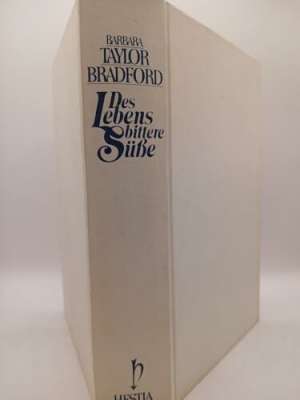 BARBARA
TAYLOR
BRADFORD
Des
Lebens
bittere
Süße
HESTIA